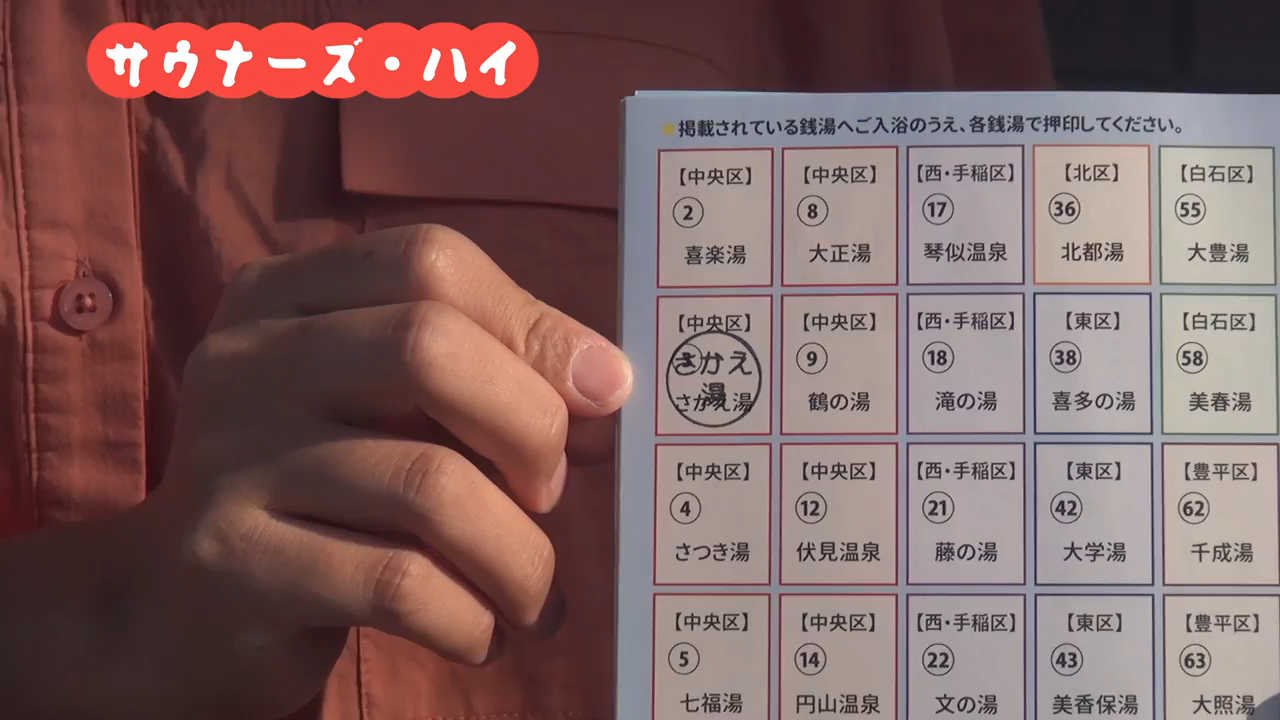 サウナーズ・ハイ
掲載されている銭湯へご入浴のうえ、各銭湯で押印してください。
【中央区】 【中央区】 【西・手稲区】 【北区】 【白石区】
2 8 17 36 55
喜楽湯 大正湯 琴似温泉 北都湯 大豊湯
【中央区】 【中央区】 【西・手稲区】 【東区】 【白石区】
さかえ湯 9 18 38 58
さかえ湯 鶴の湯 滝の湯 喜多の湯 美春湯
【中央区】 【中央区】 【西・手稲区】 【東区】 【豊平区】
4 12 21 42 62
さつき湯 伏見温泉 藤の湯 大学湯 千成湯
【中央区】 【中央区】 【西・手稲区】 【東区】 【豊平区】
5 14 22 43 63
七福湯 円山温泉 文の湯 美香保湯 大照湯